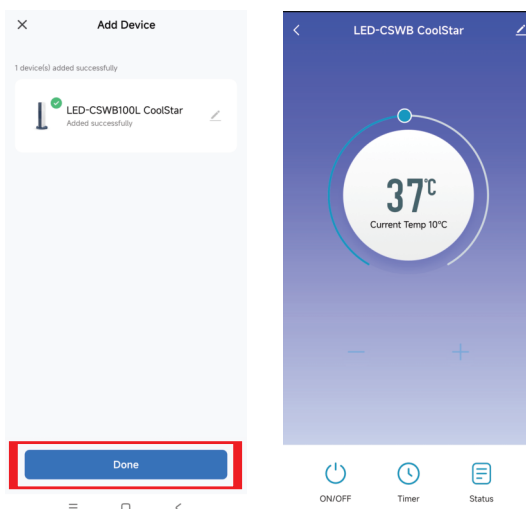 Add Device
1 device(s) added successfully
LED-CSWB100L CoolStar
Added successfully
Done
LED-CSWB CoolStar
37°C
Current Temp 10°C
ON/OFF
Timer
Status